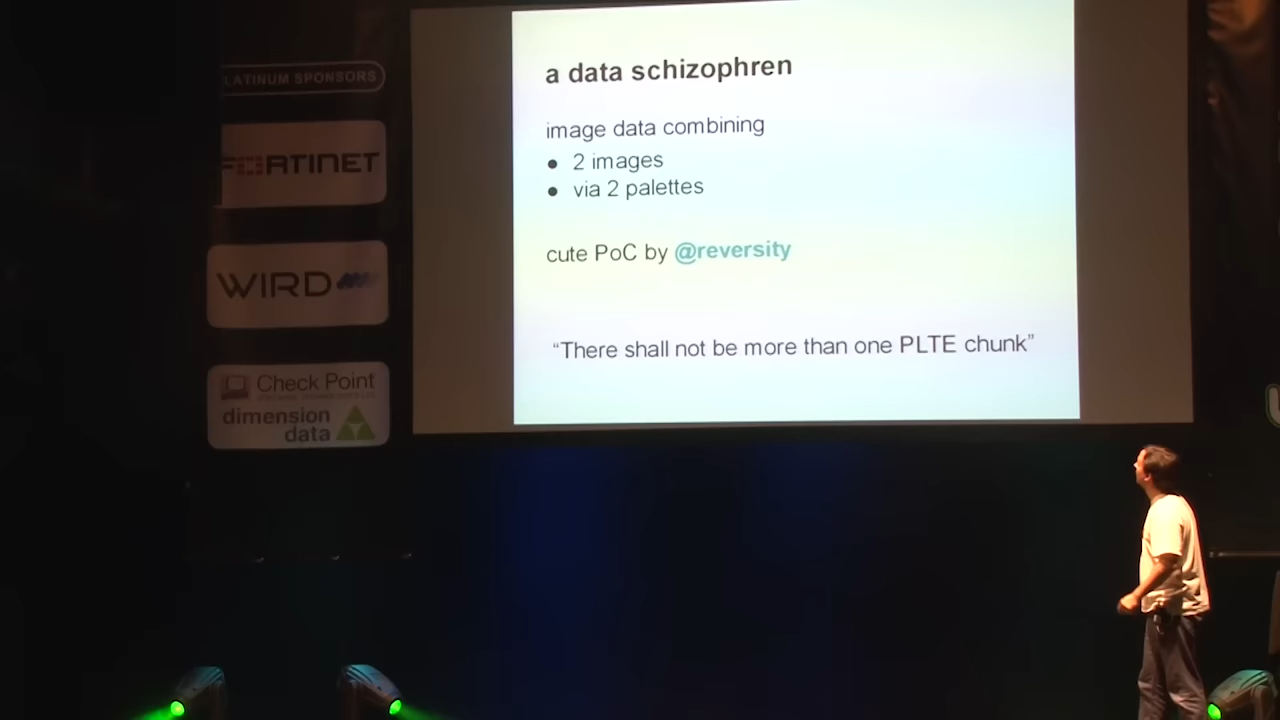 LATINUM SPONSORS
FORTINET
WIRD
Check Point
dimension
data
a data schizophren
image data combining
● 2 images
● via 2 palettes
cute PoC by @reversity
“There shall not be more than one PLTE chunk”